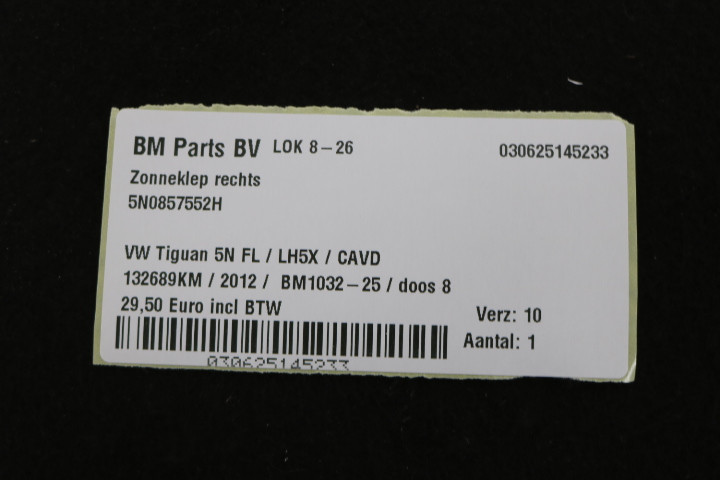 BM Parts BV LOK 8-26 030625145233
Zonneklep rechts
5N0857552H
VW Tiguan 5N FL / LH5X / CAVD
132689KM / 2012 / BM1032-25 / doos 8
29,50 Euro incl BTW
Verz: 10
Aantal: 1
030625145233